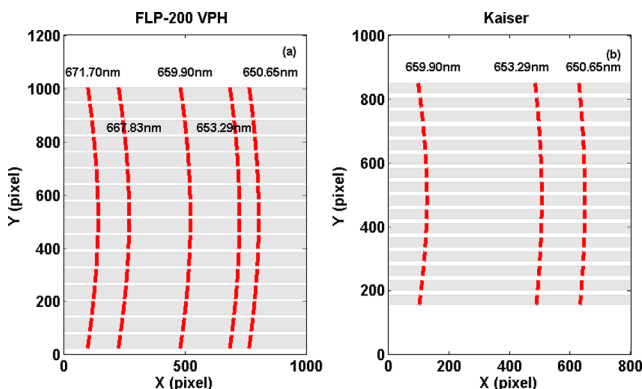 FLP-200 VPH
1200
1000
800
600
400
200
0
Y (pixel)
(a)
671.70nm
659.90nm
650.65nm
667.83nm
653.29nm
0
500
1000
X (pixel)
Kaiser
1000
800
600
400
200
0
Y (pixel)
(b)
659.90nm
653.29nm
650.65nm
0
200
400
600
800
X (pixel)